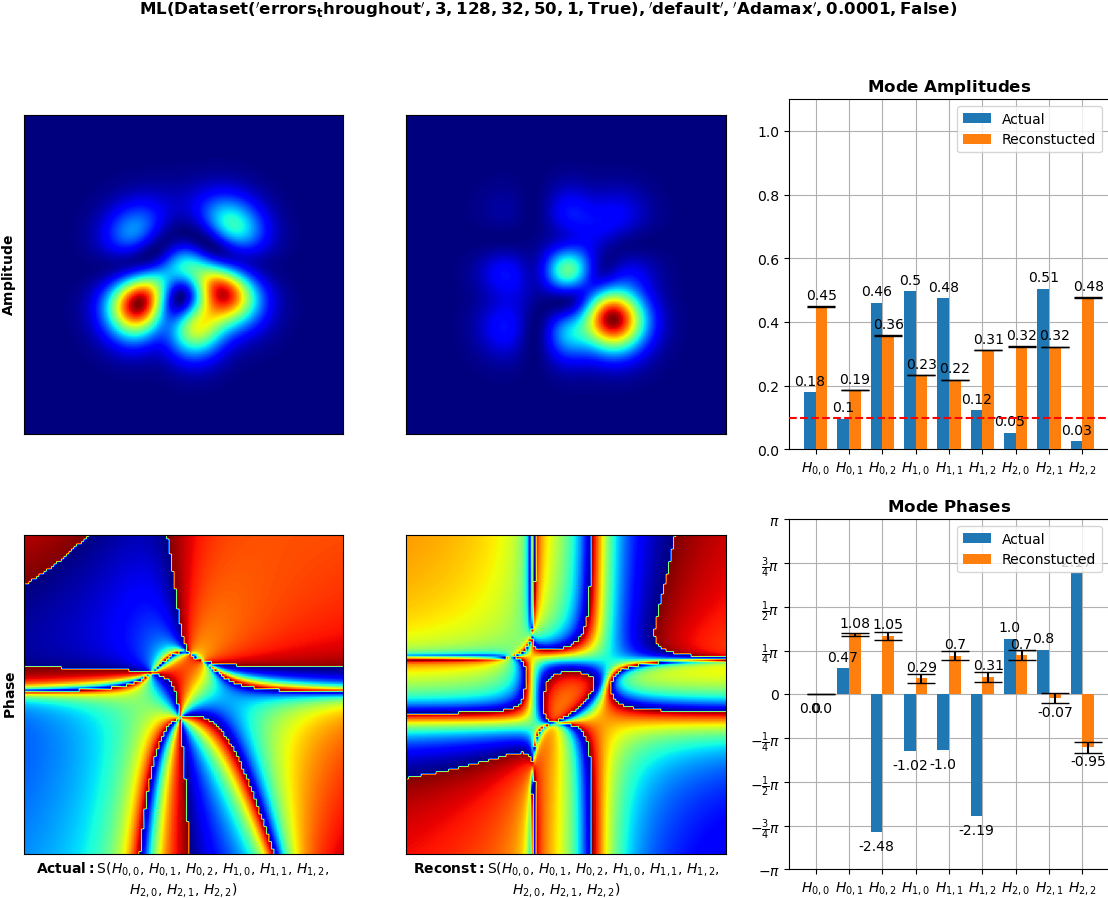 ML(Dataset('errors_throughout', 3, 128, 32, 50, 1, True), 'default', 'Adamax', 0.0001, False)
Amplitude
Mode Amplitudes
Actual
Reconstucted
1.0
0.8
0.6
0.4
0.2
0.0
0.18 0.45 0.1 0.19 0.46 0.36 0.5 0.23 0.48 0.22 0.12 0.31 0.05 0.32 0.51 0.32 0.03 0.48
H0,0 H0,1 H0,2 H1,0 H1,1 H1,2 H2,0 H2,1 H2,2
Phase
Mode Phases
Actual
Reconstucted
π
3/4π
1/2π
1/4π
0
−1/4π
−1/2π
−3/4π
−π
0.0 0.0 0.47 1.08 -2.48 1.05 -1.02 0.29 -1.0 0.7 -2.19 0.31 1.0 0.7 0.8 -0.07 -0.95
H0,0 H0,1 H0,2 H1,0 H1,1 H1,2 H2,0 H2,1 H2,2
Actual: S(H0,0, H0,1, H0,2, H1,0, H1,1, H1,2,
H2,0, H2,1, H2,2)
Reconst: S(H0,0, H0,1, H0,2, H1,0, H1,1, H1,2,
H2,0, H2,1, H2,2)